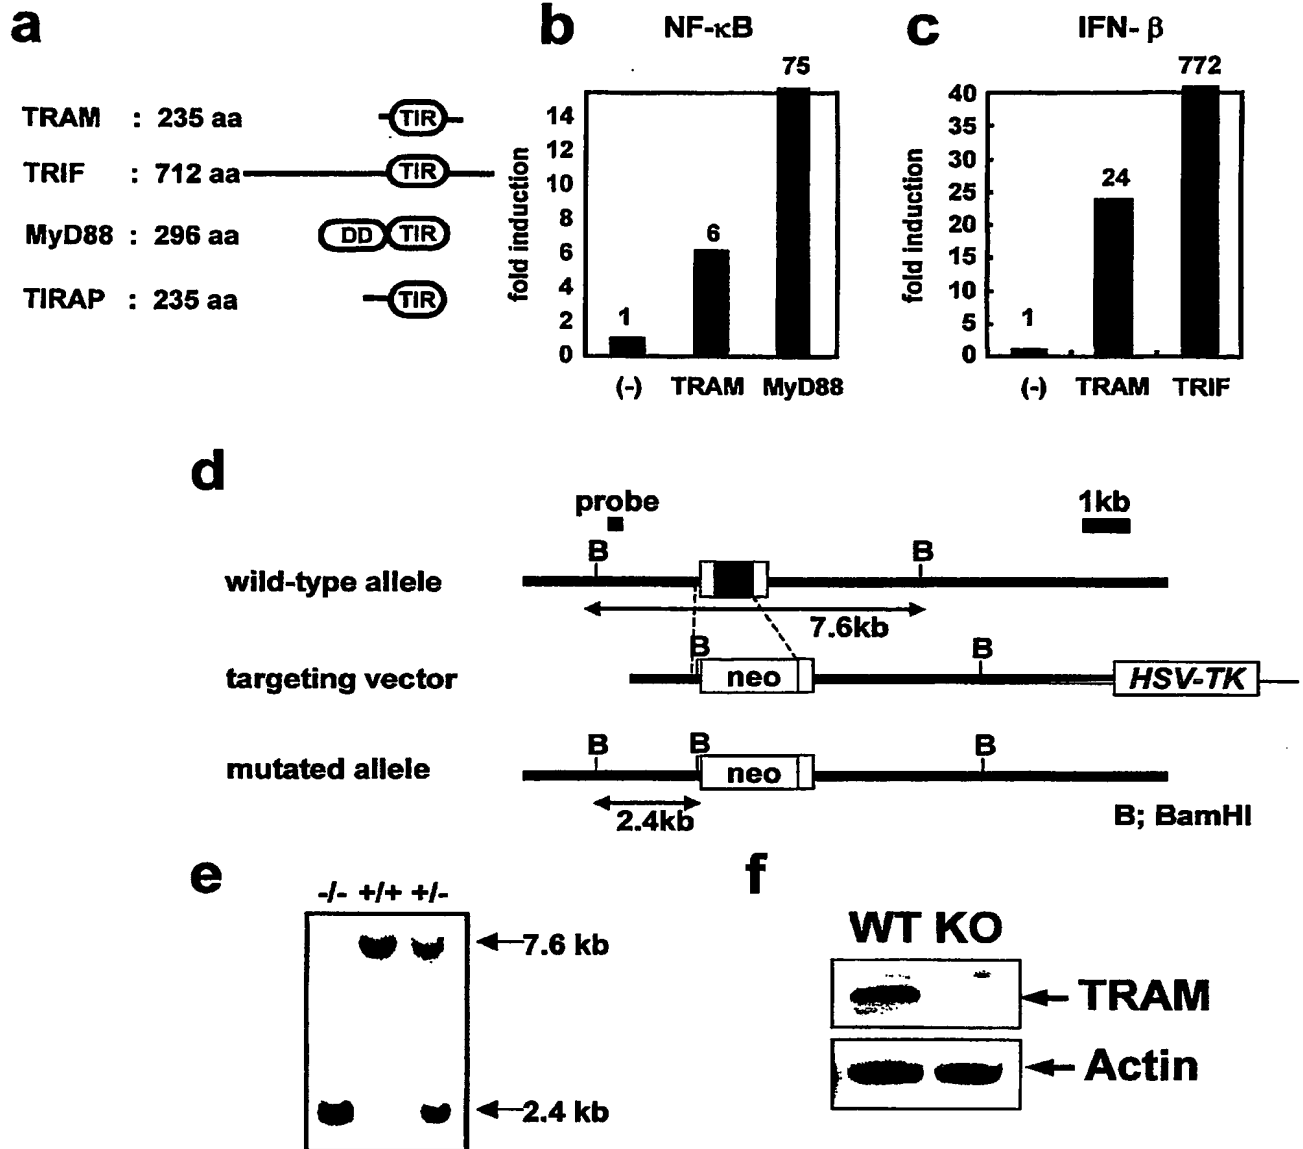 a
TRAM : 235 aa TIR
TRIF : 712 aa TIR
MyD88 : 296 aa DD TIR
TIRAP : 235 aa TIR
b
NF-κB
75
fold induction
14
12
10
8
6
4
2
0
1
6
(-) TRAM MyD88
c
IFN- β
772
fold induction
40
35
30
25
20
15
10
5
0
1
24
(-) TRAM TRIF
d
probe
1kb
B B
wild-type allele
7.6kb
B B
targeting vector neo HSV-TK
B B B
mutated allele neo
2.4kb
B; BamHI
e
-/- +/+ +/-
7.6 kb
2.4 kb
f
WT KO
TRAM
Actin